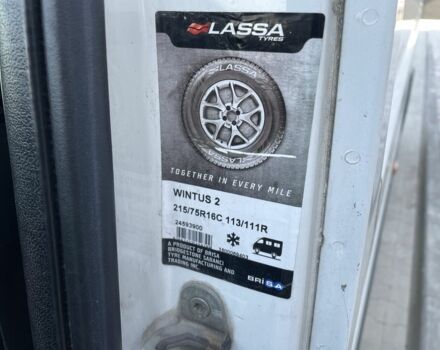 LASSA
TYRES
LASSA
TOGETHER IN EVERY MILE
WINTUS 2
215/75R16C 113/111R
24593900
A PRODUCT OF BRISA
BRIDGESTONE SABANCI
TYRE MANUFACTURING AND
TRADING INC.
BRiSA